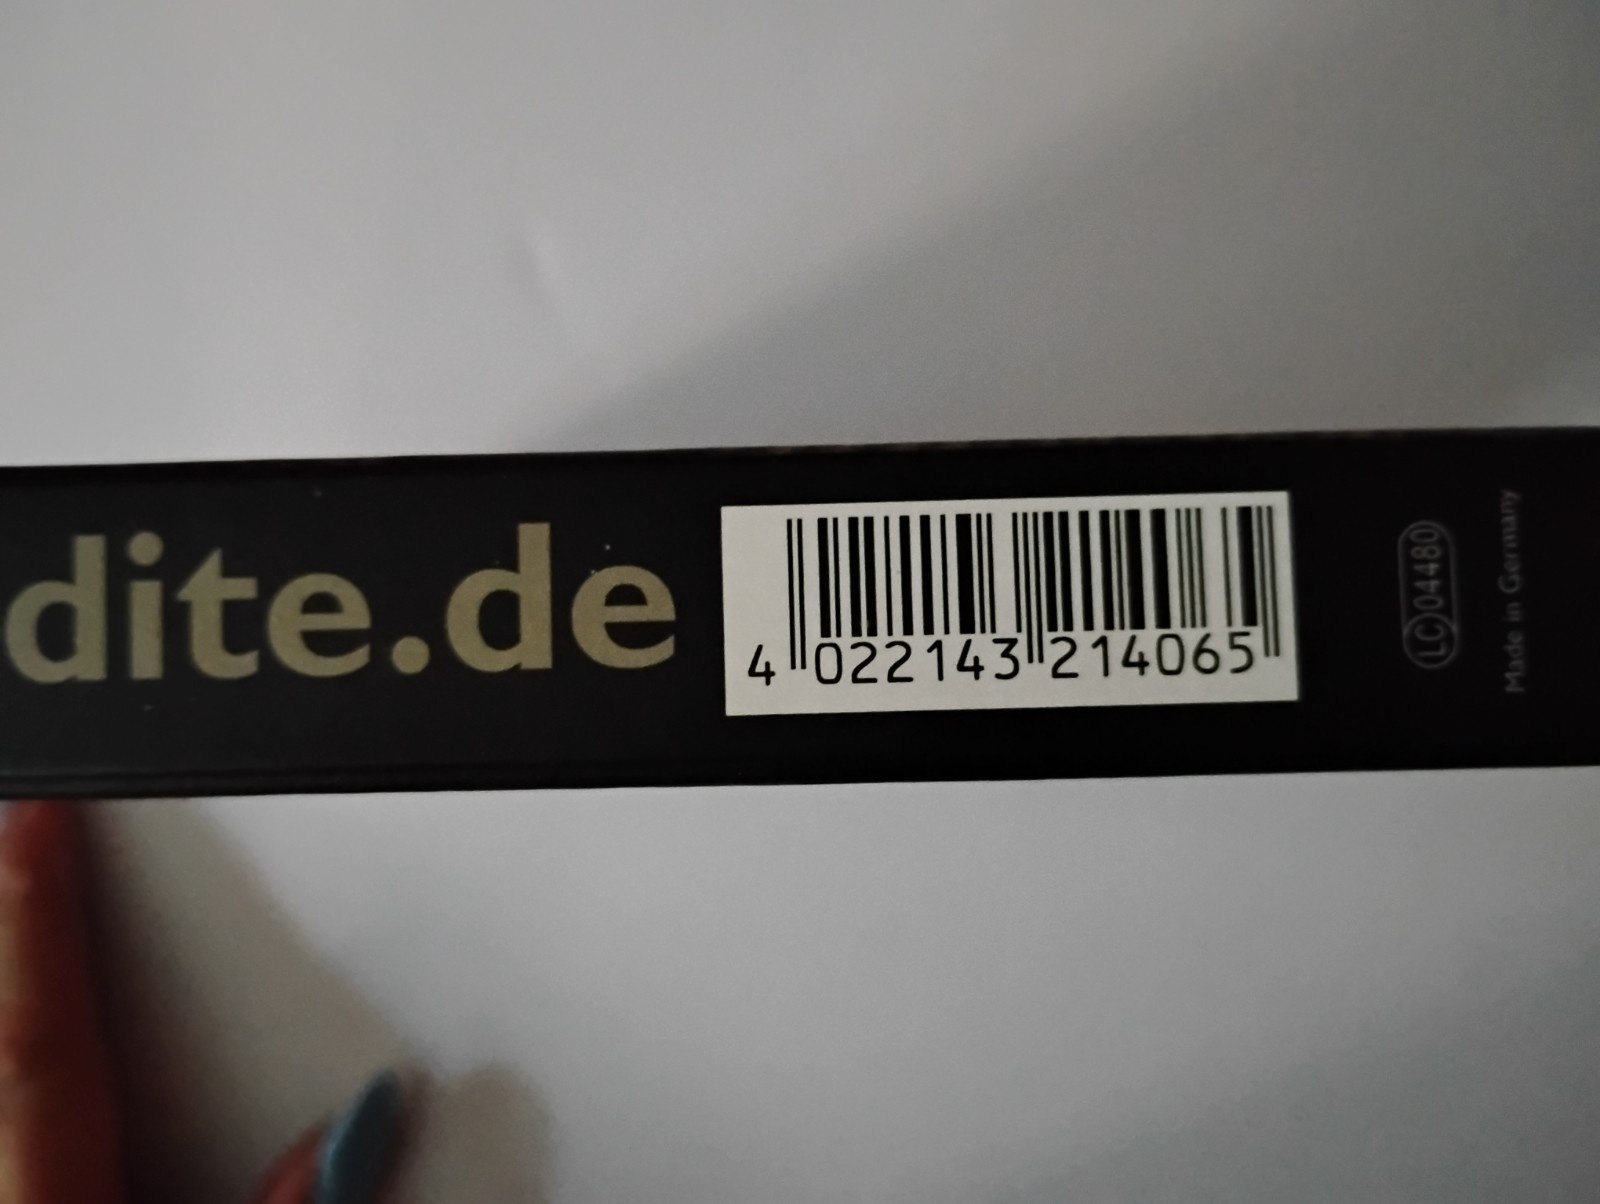 dite.de
4 022143 214065
LC 04480
Made in Germany